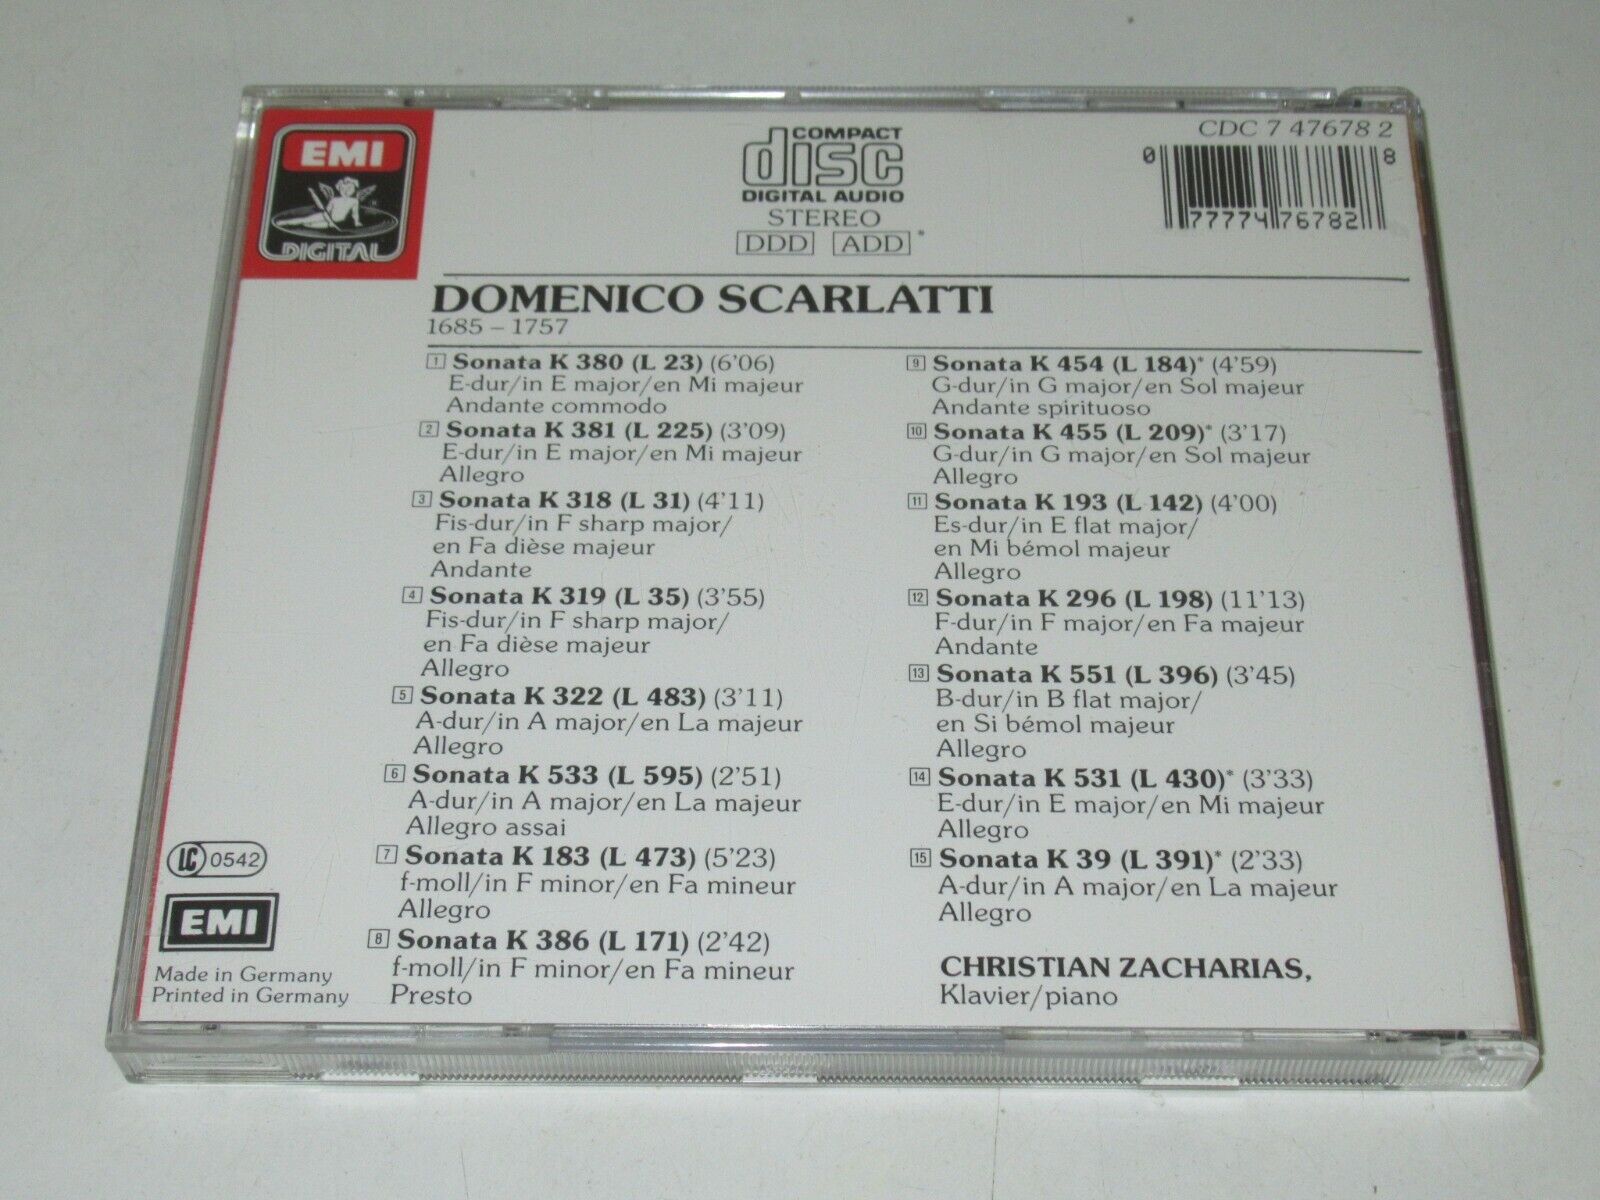 EMI
DIGITAL
COMPACT
disc
DIGITAL AUDIO
STEREO
DDD ADD*
CDC 7 47678 2
0 77774 76782 8
DOMENICO SCARLATTI
1685 – 1757
1 Sonata K 380 (L 23) (6'06)
E-dur/in E major/en Mi majeur
Andante commodo
2 Sonata K 381 (L 225) (3'09)
E-dur/in E major/en Mi majeur
Allegro
3 Sonata K 318 (L 31) (4'11)
Fis-dur/in F sharp major/
en Fa dièse majeur
Andante
4 Sonata K 319 (L 35) (3'55)
Fis-dur/in F sharp major/
en Fa dièse majeur
Allegro
5 Sonata K 322 (L 483) (3'11)
A-dur/in A major/en La majeur
Allegro
6 Sonata K 533 (L 595) (2'51)
A-dur/in A major/en La majeur
Allegro assai
7 Sonata K 183 (L 473) (5'23)
f-moll/in F minor/en Fa mineur
Allegro
8 Sonata K 386 (L 171) (2'42)
f-moll/in F minor/en Fa mineur
Presto
9 Sonata K 454 (L 184)* (4'59)
G-dur/in G major/en Sol majeur
Andante spirituoso
10 Sonata K 455 (L 209)* (3'17)
G-dur/in G major/en Sol majeur
Allegro
11 Sonata K 193 (L 142) (4'00)
Es-dur/in E flat major/
en Mi bémol majeur
Allegro
12 Sonata K 296 (L 198) (11'13)
F-dur/in F major/en Fa majeur
Andante
13 Sonata K 551 (L 396) (3'45)
B-dur/in B flat major/
en Si bémol majeur
Allegro
14 Sonata K 531 (L 430)* (3'33)
E-dur/in E major/en Mi majeur
Allegro
15 Sonata K 39 (L 391)* (2'33)
A-dur/in A major/en La majeur
Allegro
CHRISTIAN ZACHARIAS,
Klavier/piano
LC 0542
EMI
Made in Germany
Printed in Germany